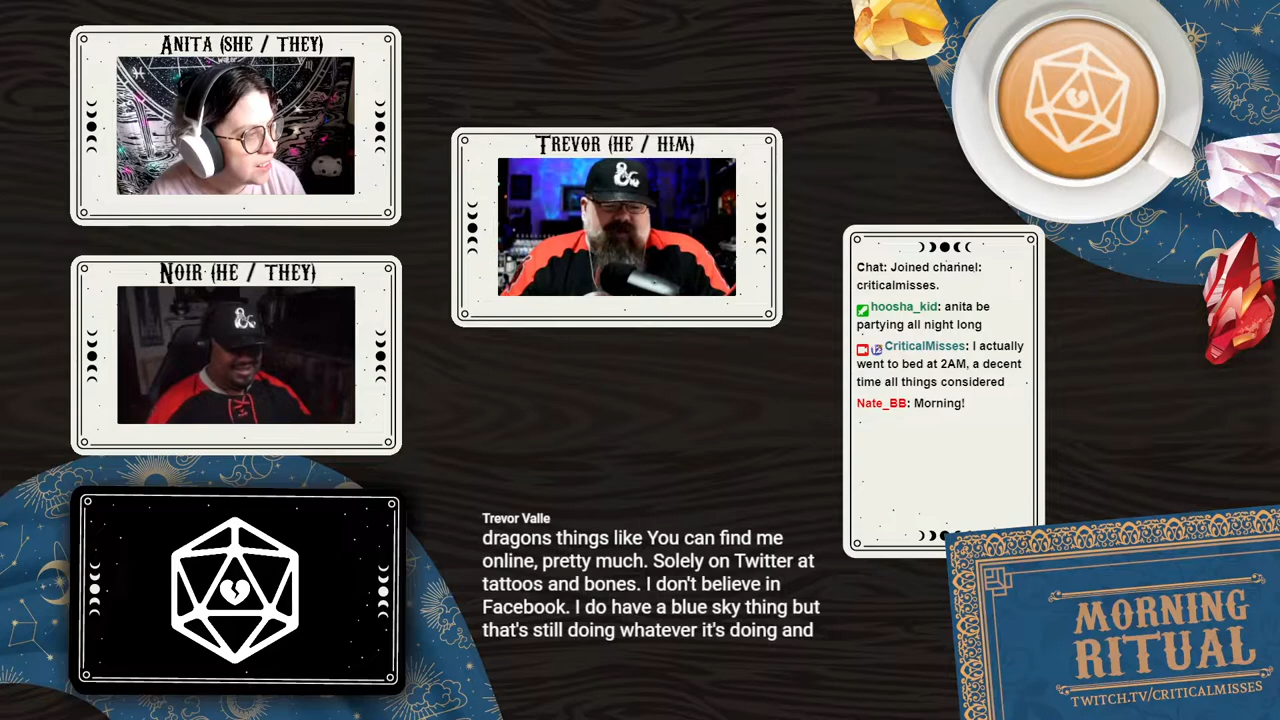 ANITA (SHE / THEY)
TREVOR (HE / HIM)
NOIR (HE / THEY)
Chat: Joined channel:
criticalmisses.
hoosha_kid: anita be
partying all night long
CriticalMisses: I actually
went to bed at 2AM, a decent
time all things considered
Nate_BB: Morning!
Trevor Valle
dragons things like You can find me
online, pretty much. Solely on Twitter at
tattoos and bones. I don't believe in
Facebook. I do have a blue sky thing but
that's still doing whatever it's doing and
MORNING
RITUAL
TWITCH.TV/CRITICALMISSES